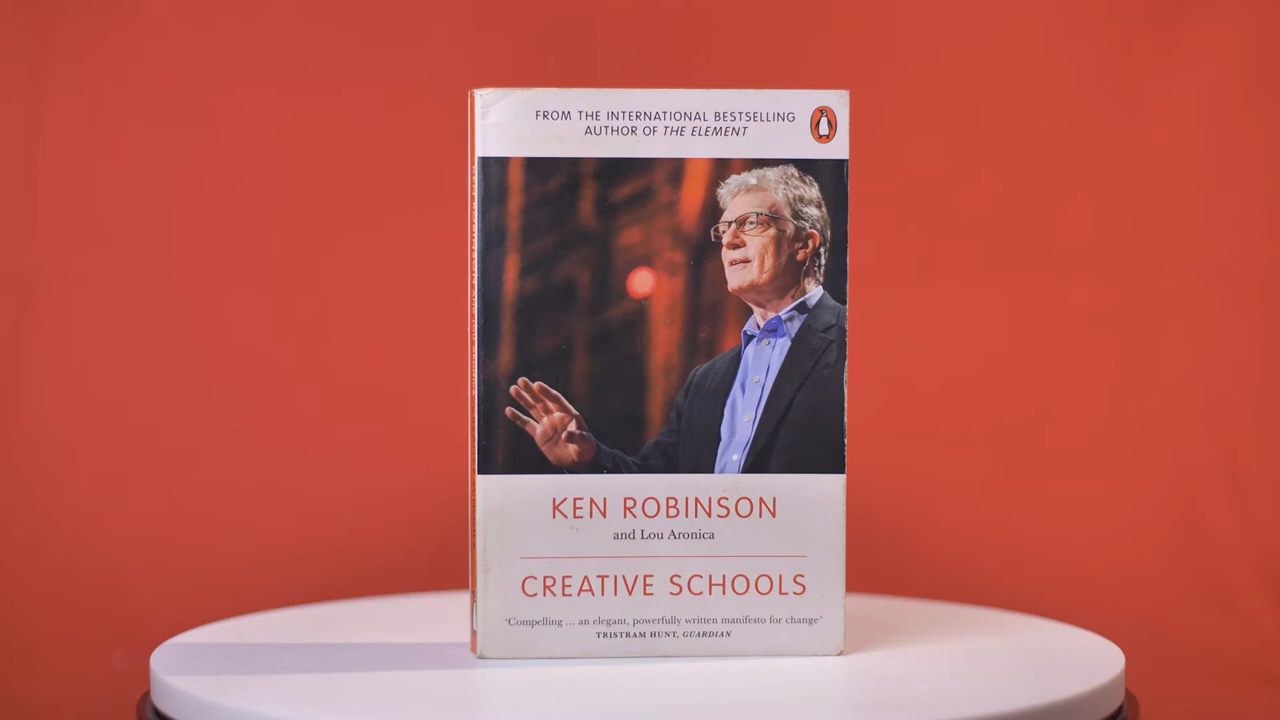 FROM THE INTERNATIONAL BESTSELLING
AUTHOR OF THE ELEMENT
KEN ROBINSON
and Lou Aronica
CREATIVE SCHOOLS
‘Compelling ... an elegant, powerfully written manifesto for change’
TRISTRAM HUNT, GUARDIAN